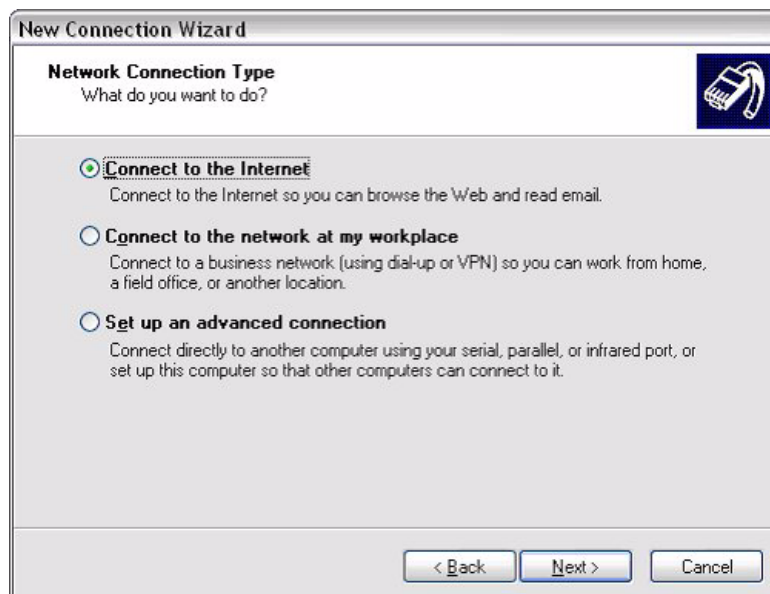 New Connection Wizard
Network Connection Type
What do you want to do?
Connect to the Internet
Connect to the Internet so you can browse the Web and read email.
Connect to the network at my workplace
Connect to a business network (using dial-up or VPN) so you can work from home,
a field office, or another location.
Set up an advanced connection
Connect directly to another computer using your serial, parallel, or infrared port, or
set up this computer so that other computers can connect to it.
< Back Next > Cancel